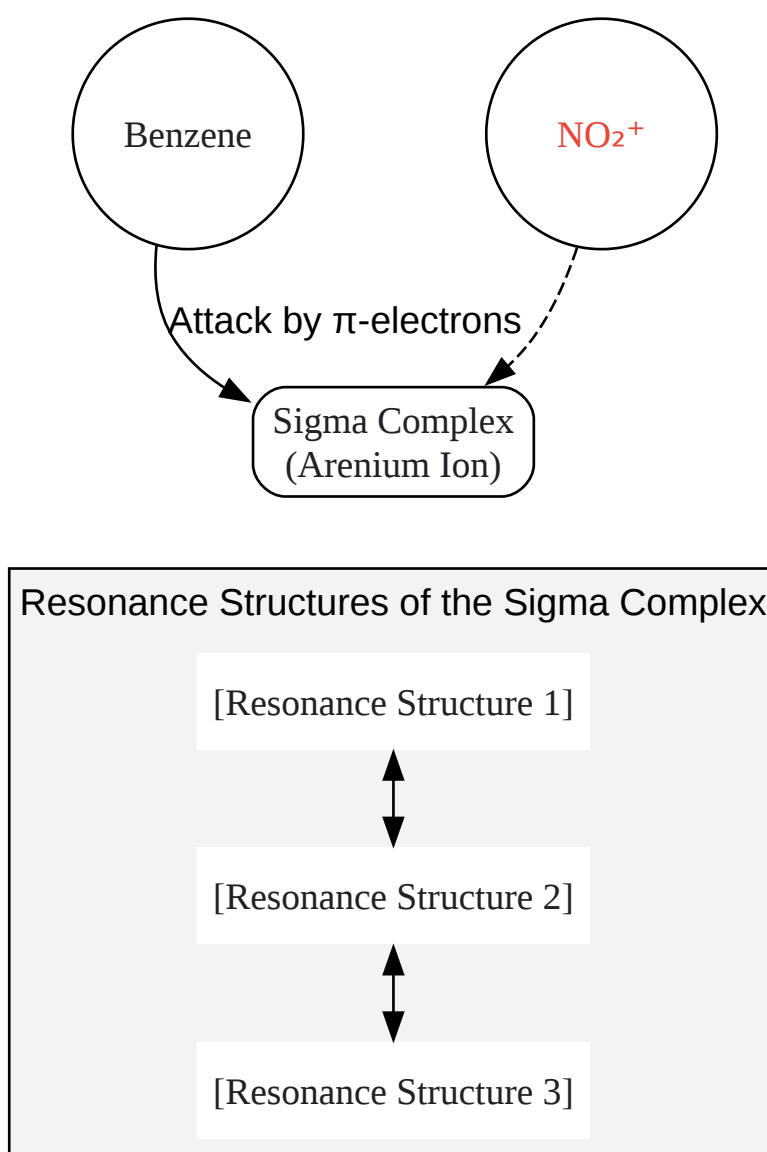 Benzene
NO₂⁺
Attack by π-electrons
Sigma Complex
(Arenium Ion)
Resonance Structures of the Sigma Complex
[Resonance Structure 1]
[Resonance Structure 2]
[Resonance Structure 3]